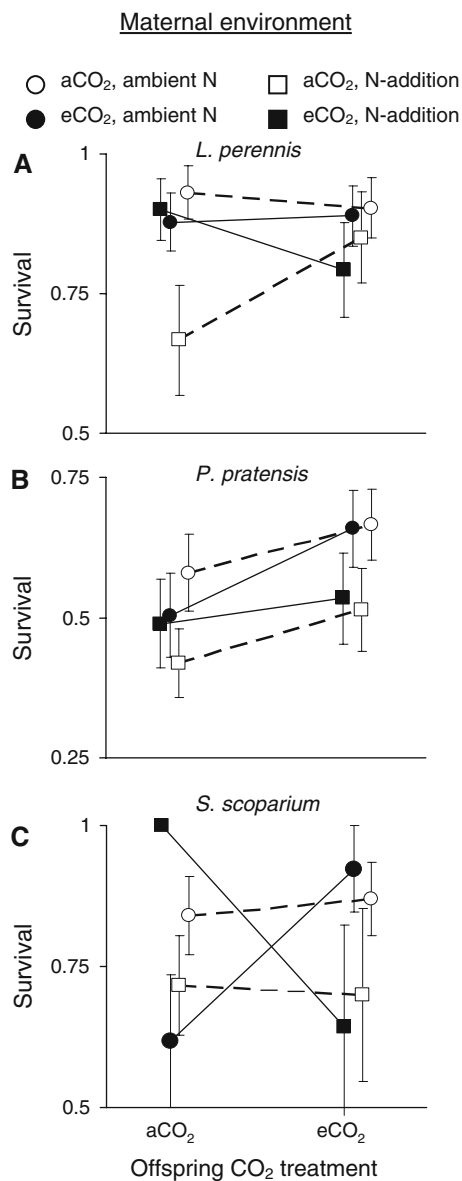 Maternal environment
aCO₂, ambient N
aCO₂, N-addition
eCO₂, ambient N
eCO₂, N-addition
A
L. perennis
1
0.75
0.5
Survival
B
P. pratensis
0.75
0.5
0.25
Survival
C
S. scoparium
1
0.75
0.5
Survival
aCO₂
eCO₂
Offspring CO₂ treatment